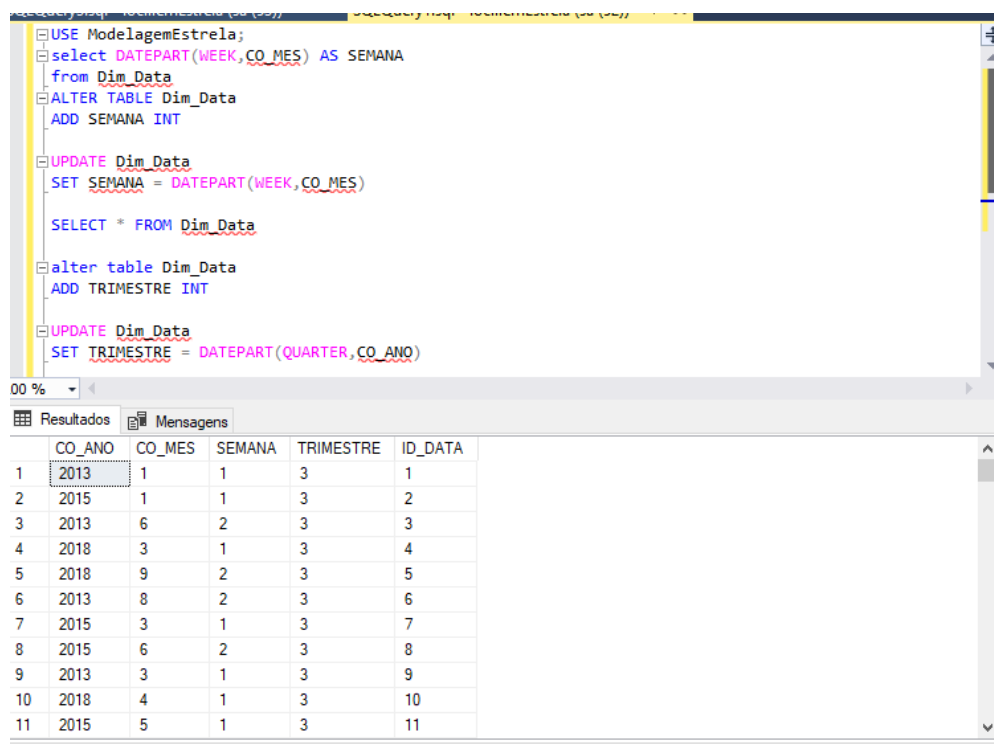 USE ModelagemEstrela;
select DATEPART(WEEK,CO_MES) AS SEMANA
from Dim_Data
ALTER TABLE Dim_Data
ADD SEMANA INT
UPDATE Dim_Data
SET SEMANA = DATEPART(WEEK,CO_MES)
SELECT * FROM Dim_Data
alter table Dim_Data
ADD TRIMESTRE INT
UPDATE Dim_Data
SET TRIMESTRE = DATEPART(QUARTER,CO_ANO)
00 %
Resultados Mensagens
CO_ANO CO_MES SEMANA TRIMESTRE ID_DATA
1 2013 1 1 3 1
2 2015 1 1 3 2
3 2013 6 2 3 3
4 2018 3 1 3 4
5 2018 9 2 3 5
6 2013 8 2 3 6
7 2015 3 1 3 7
8 2015 6 2 3 8
9 2013 3 1 3 9
10 2018 4 1 3 10
11 2015 5 1 3 11